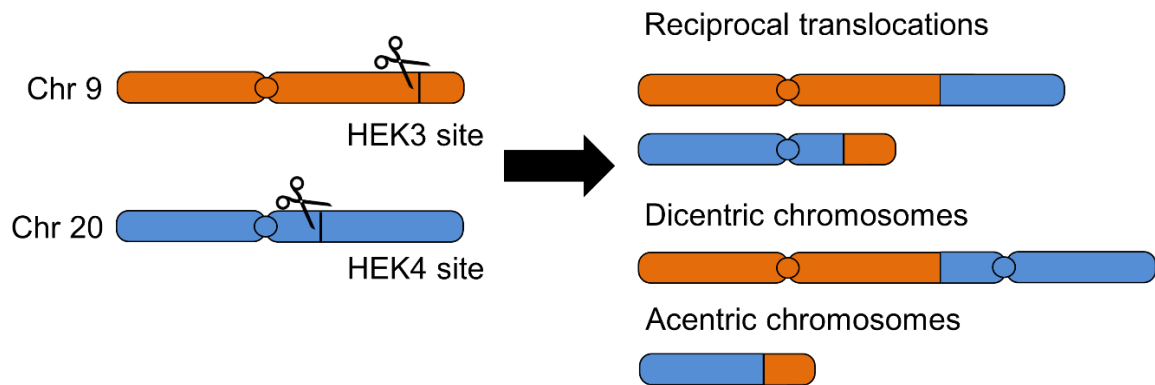 Chr 9
HEK3 site
Chr 20
HEK4 site
Reciprocal translocations
Dicentric chromosomes
Acentric chromosomes